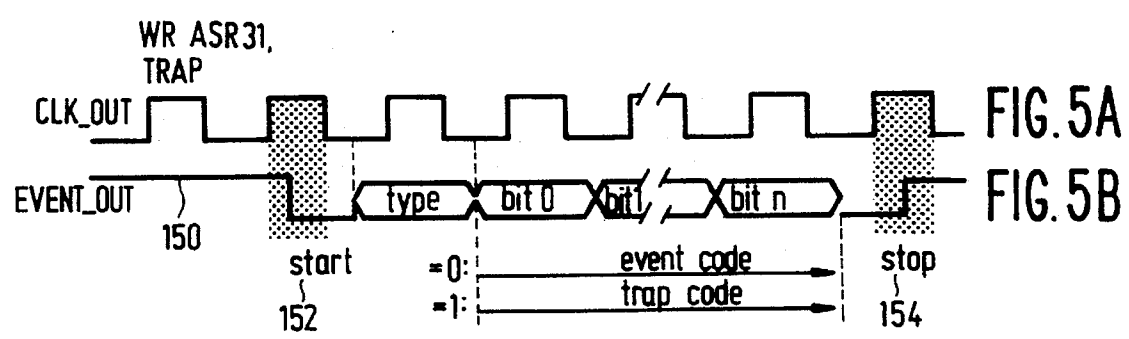 WR ASR31,
TRAP
CLK_OUT
FIG. 5A
EVENT_OUT
type
bit 0
bit1
bit n
FIG. 5B
150
start
=0:
event code
stop
152
=1:
trap code
154